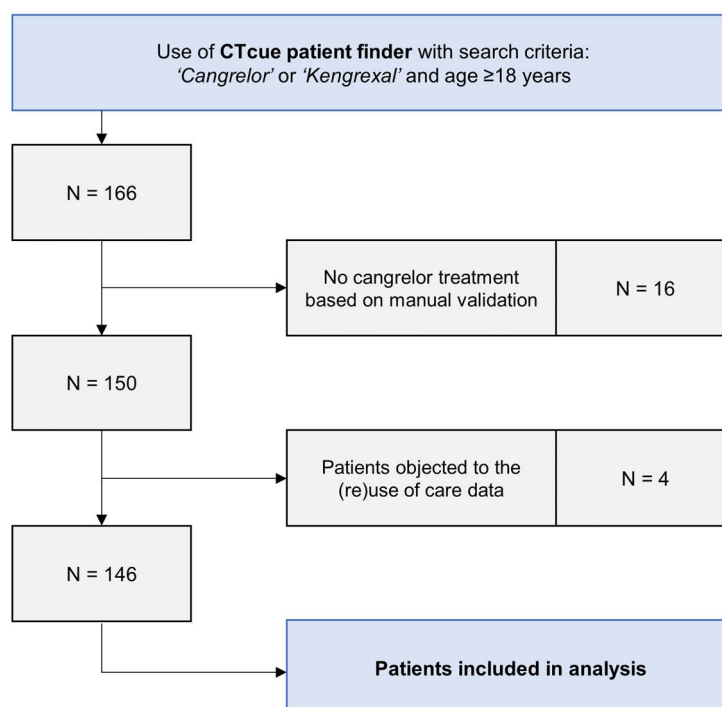 Use of CTcue patient finder with search criteria:
‘Cangrelor’ or ‘Kengrexal’ and age ≥18 years
N = 166
No cangrelor treatment
based on manual validation
N = 16
N = 150
Patients objected to the
(re)use of care data
N = 4
N = 146
Patients included in analysis